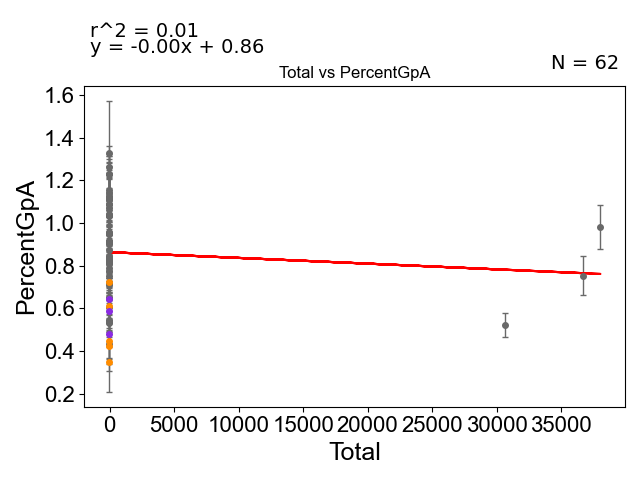 r^2 = 0.01
y = -0.00x + 0.86
N = 62
Total vs PercentGpA
1.6
1.4
1.2
1.0
0.8
0.6
0.4
0.2
PercentGpA
0 5000 10000 15000 20000 25000 30000 35000
Total